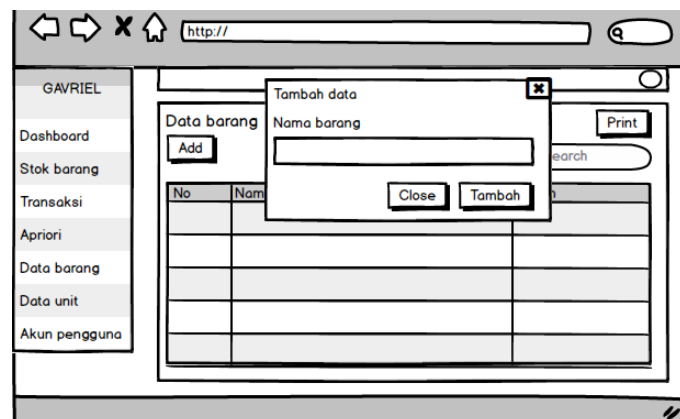 http://
GAVRIEL
Dashboard
Stok barang
Transaksi
Apriori
Data barang
Data unit
Akun pengguna
Data barang
Print
Add
earch
No
Nam
Tambah data
Nama barang
Close
Tambah